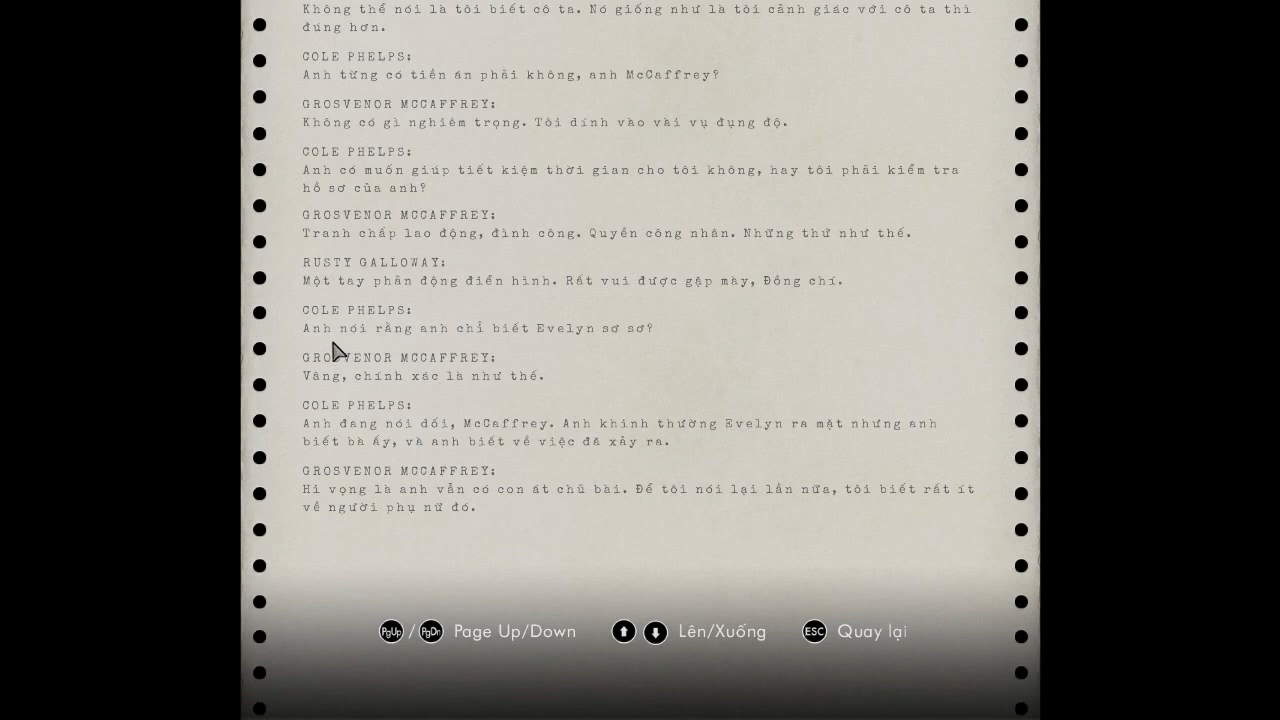 Không thể nói là tôi biết cô ta. Nó giống như là tôi cảnh giác với cô ta thì
đúng hơn.
COLE PHELPS:
Anh từng có tiền án phải không, anh McCaffrey?
GROSVENOR MCCAFFREY:
Không có gì nghiêm trọng. Tôi dính vào vài vụ đụng độ.
COLE PHELPS:
Anh có muốn giúp tiết kiệm thời gian cho tôi không, hay tôi phải kiểm tra
hồ sơ của anh?
GROSVENOR MCCAFFREY:
Tranh chấp lao động, đình công. Quyền công nhân. Những thứ như thế.
RUSTY GALLOWAY:
Một tay phản động điển hình. Rất vui được gặp mày, Đồng chí.
COLE PHELPS:
Anh nói rằng anh chỉ biết Evelyn sơ sơ?
GROSVENOR MCCAFFREY:
Vâng, chính xác là như thế.
COLE PHELPS:
Anh đang nói dối, McCaffrey. Anh khinh thường Evelyn ra mặt nhưng anh
biết bà ấy, và anh biết về việc đã xảy ra.
GROSVENOR MCCAFFREY:
Hi vọng là anh vẫn có con át chủ bài. Để tôi nói lại lần nữa, tôi biết rất ít
về người phụ nữ đó.
PgUp / PgDn Page Up/Down Lên/Xuống ESC Quay lại